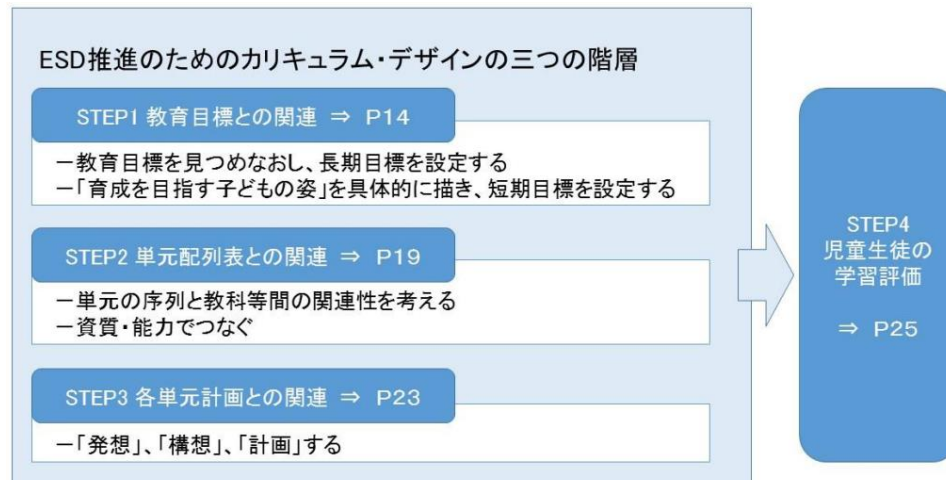 ESD推進のためのカリキュラム・デザインの三つの階層
STEP1 教育目標との関連 ⇒ P14
－教育目標を見つめなおし、長期目標を設定する
－「育成を目指す子どもの姿」を具体的に描き、短期目標を設定する
STEP2 単元配列表との関連 ⇒ P19
－単元の序列と教科等間の関連性を考える
－資質・能力でつなぐ
STEP3 各単元計画との関連 ⇒ P23
－「発想」、「構想」、「計画」する
STEP4
児童生徒の
学習評価
⇒ P25